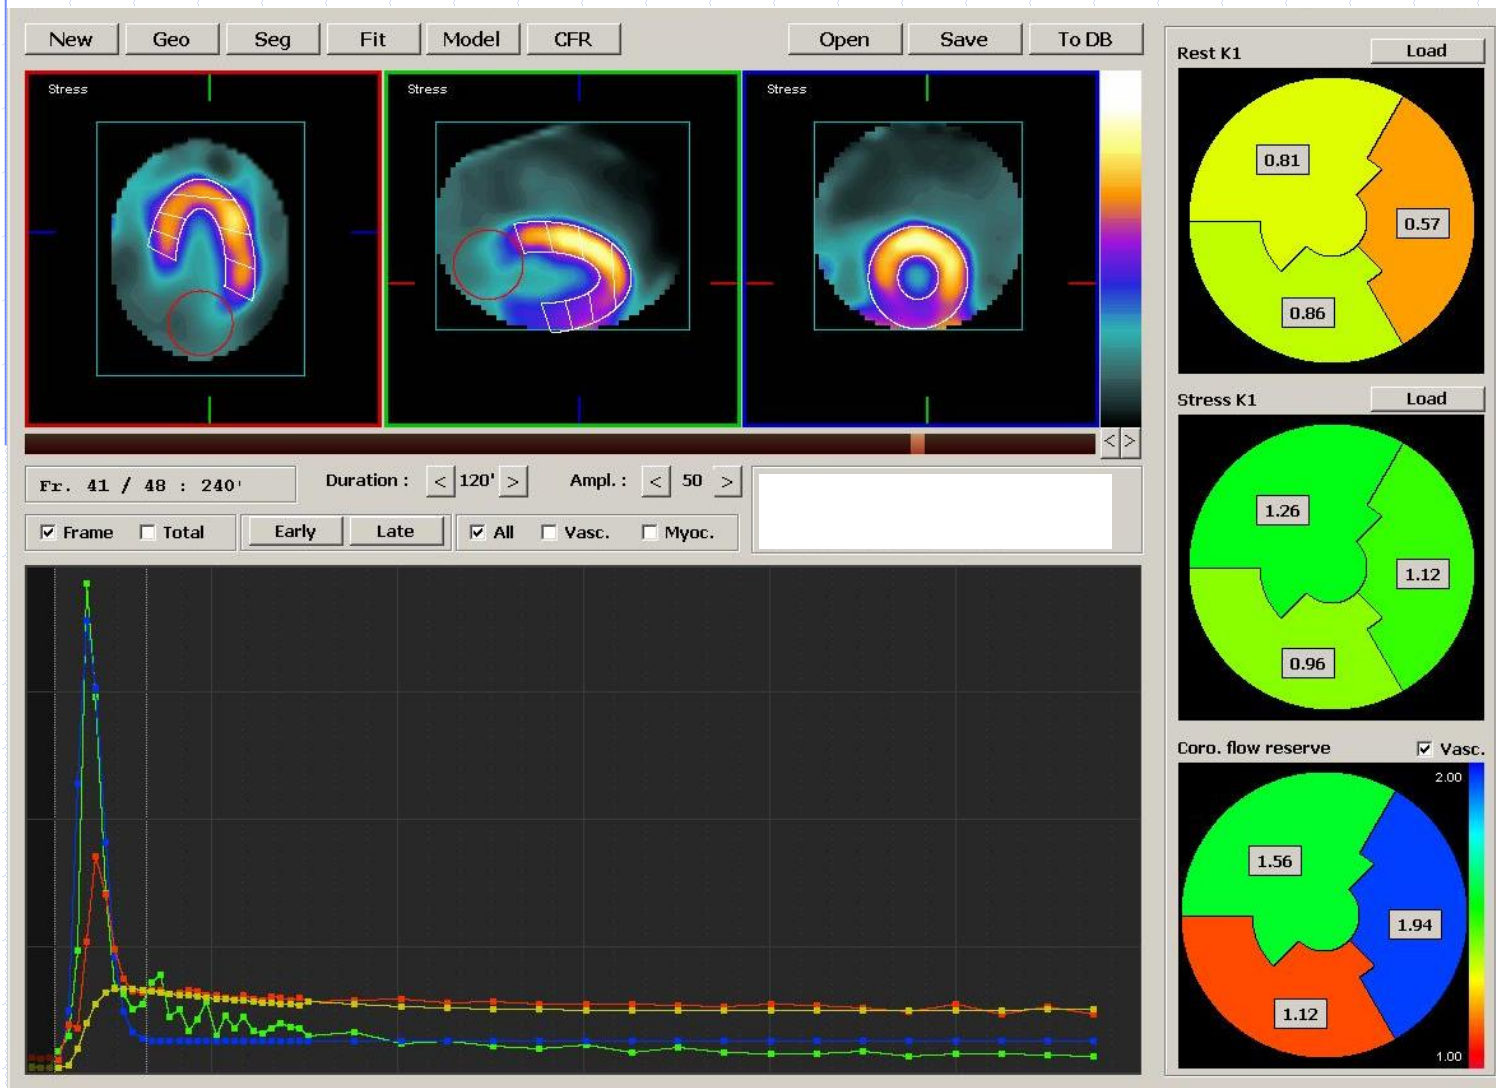 New Geo Seg Fit Model CFR Open Save To DB
Stress Stress Stress
< >
Fr. 41 / 48 : 240'
Duration : < 120' > Ampl. : < 50 >
Frame Total Early Late All Vasc. Myoc.
Rest K1 Load
0.81
0.57
0.86
Stress K1 Load
1.26
1.12
0.96
Coro. flow reserve Vasc.
2.00
1.56
1.94
1.12
1.00